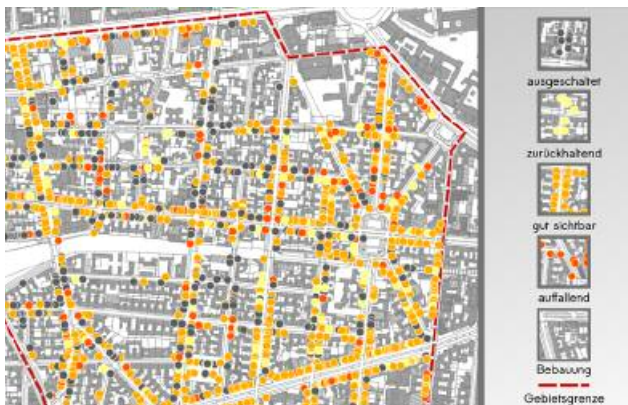 ausgeschaltet
zurückhaltend
gut sichtbar
auffallend
Bebauung
Gebietsgrenze